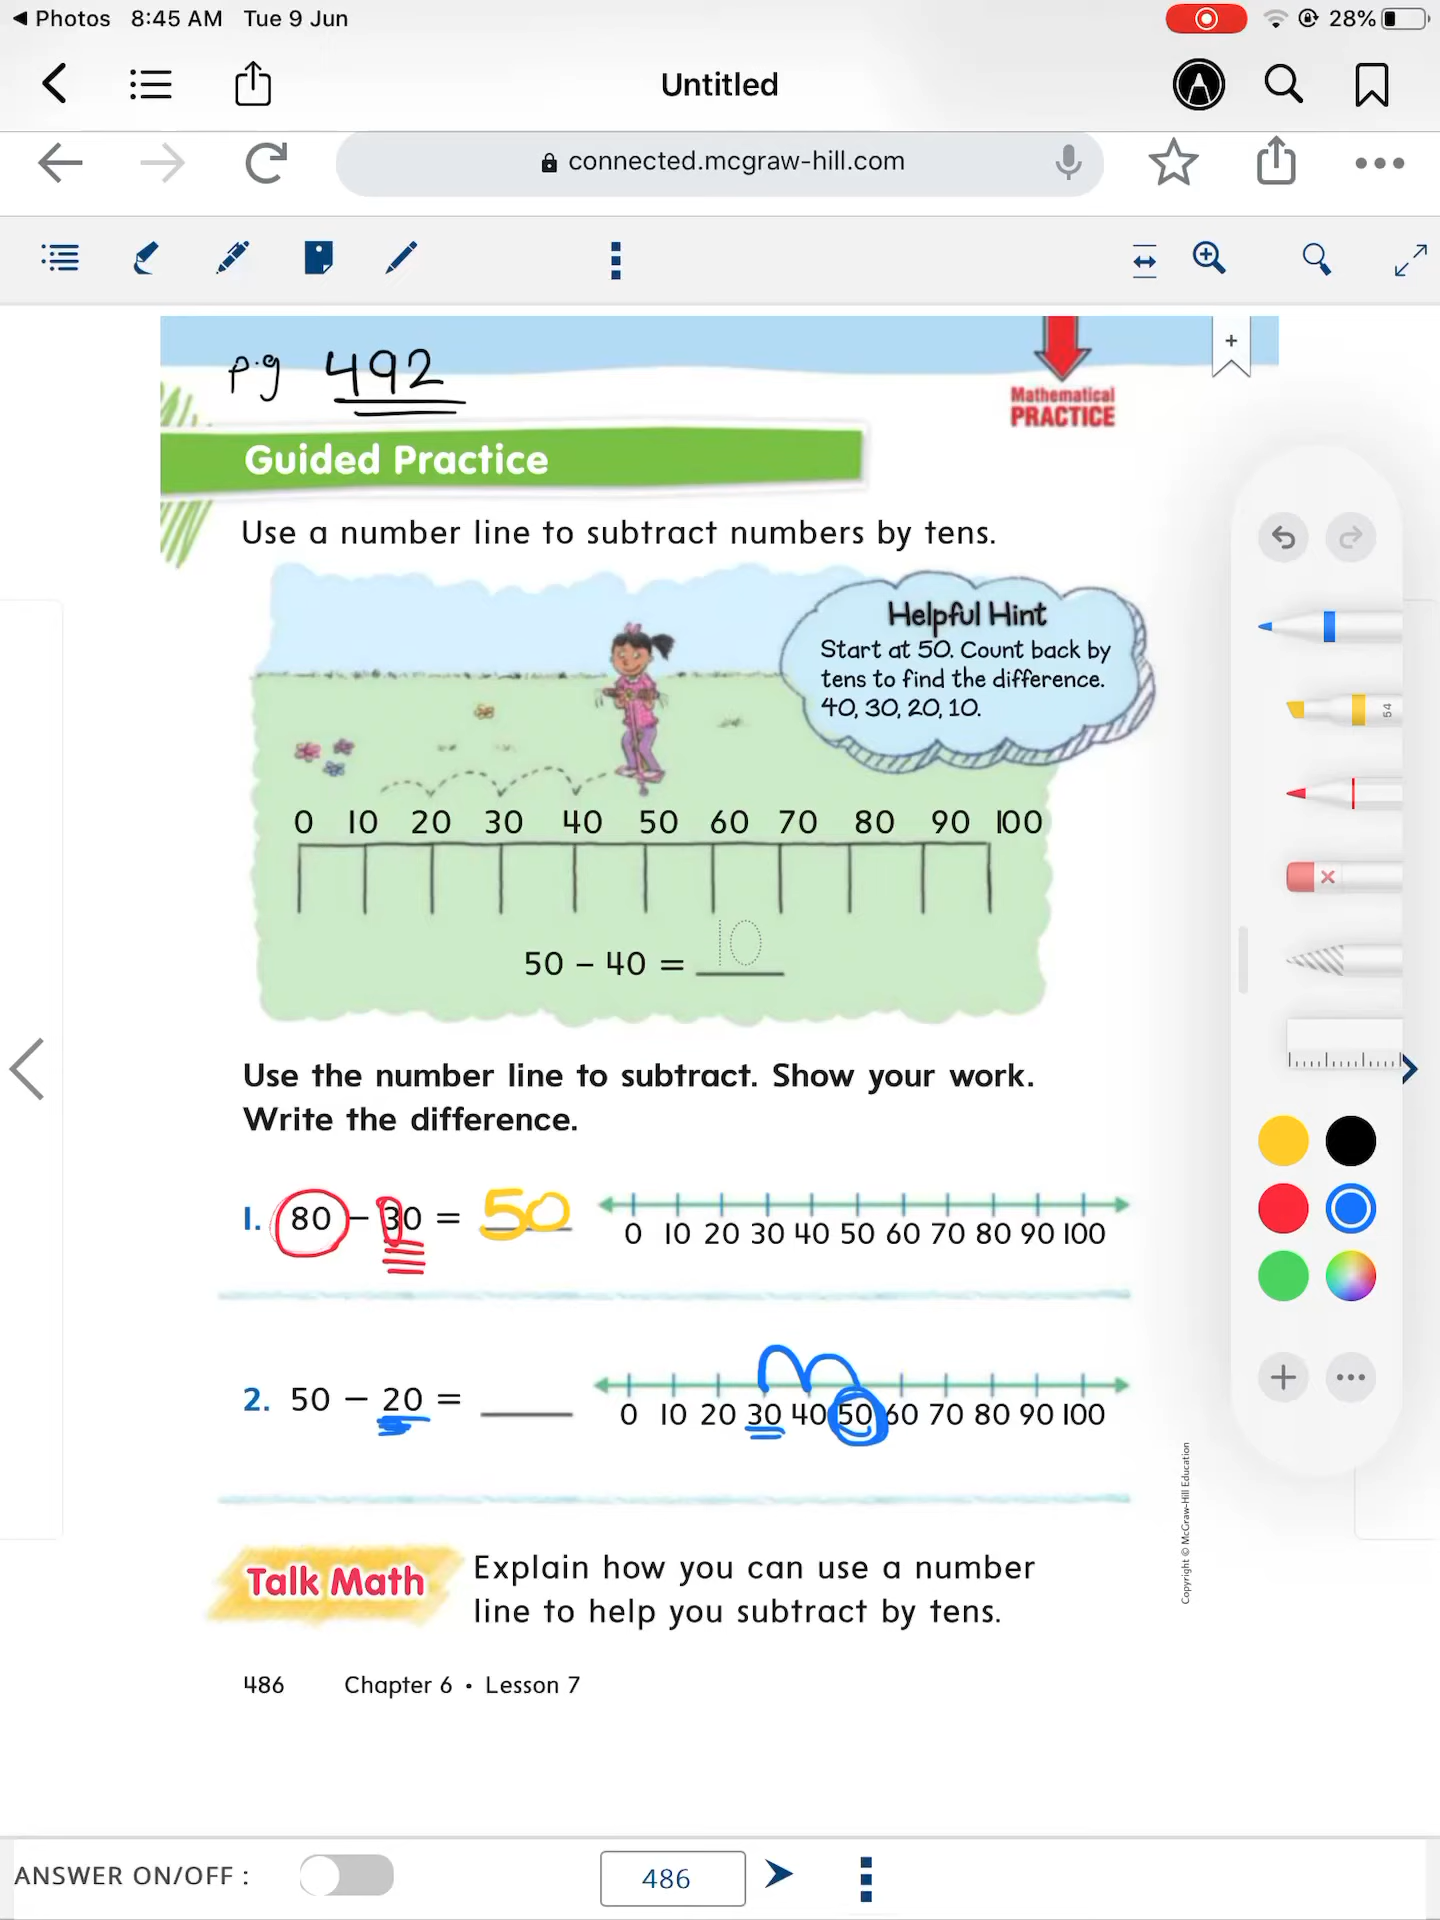 Photos 8:45 AM Tue 9 Jun 28%
Untitled
connected.mcgraw-hill.com
p.g 492
Mathematical
PRACTICE
Guided Practice
Use a number line to subtract numbers by tens.
Helpful Hint
Start at 50. Count back by
tens to find the difference.
40, 30, 20, 10.
0 10 20 30 40 50 60 70 80 90 100
50 − 40 = 10
Use the number line to subtract. Show your work.
Write the difference.
1. 80 − 30 = 50
0 10 20 30 40 50 60 70 80 90 100
2. 50 − 20 =
0 10 20 30 40 50 60 70 80 90 100
Talk Math
Explain how you can use a number
line to help you subtract by tens.
486 Chapter 6 • Lesson 7
Copyright © McGraw-Hill Education
54
ANSWER ON/OFF :
486